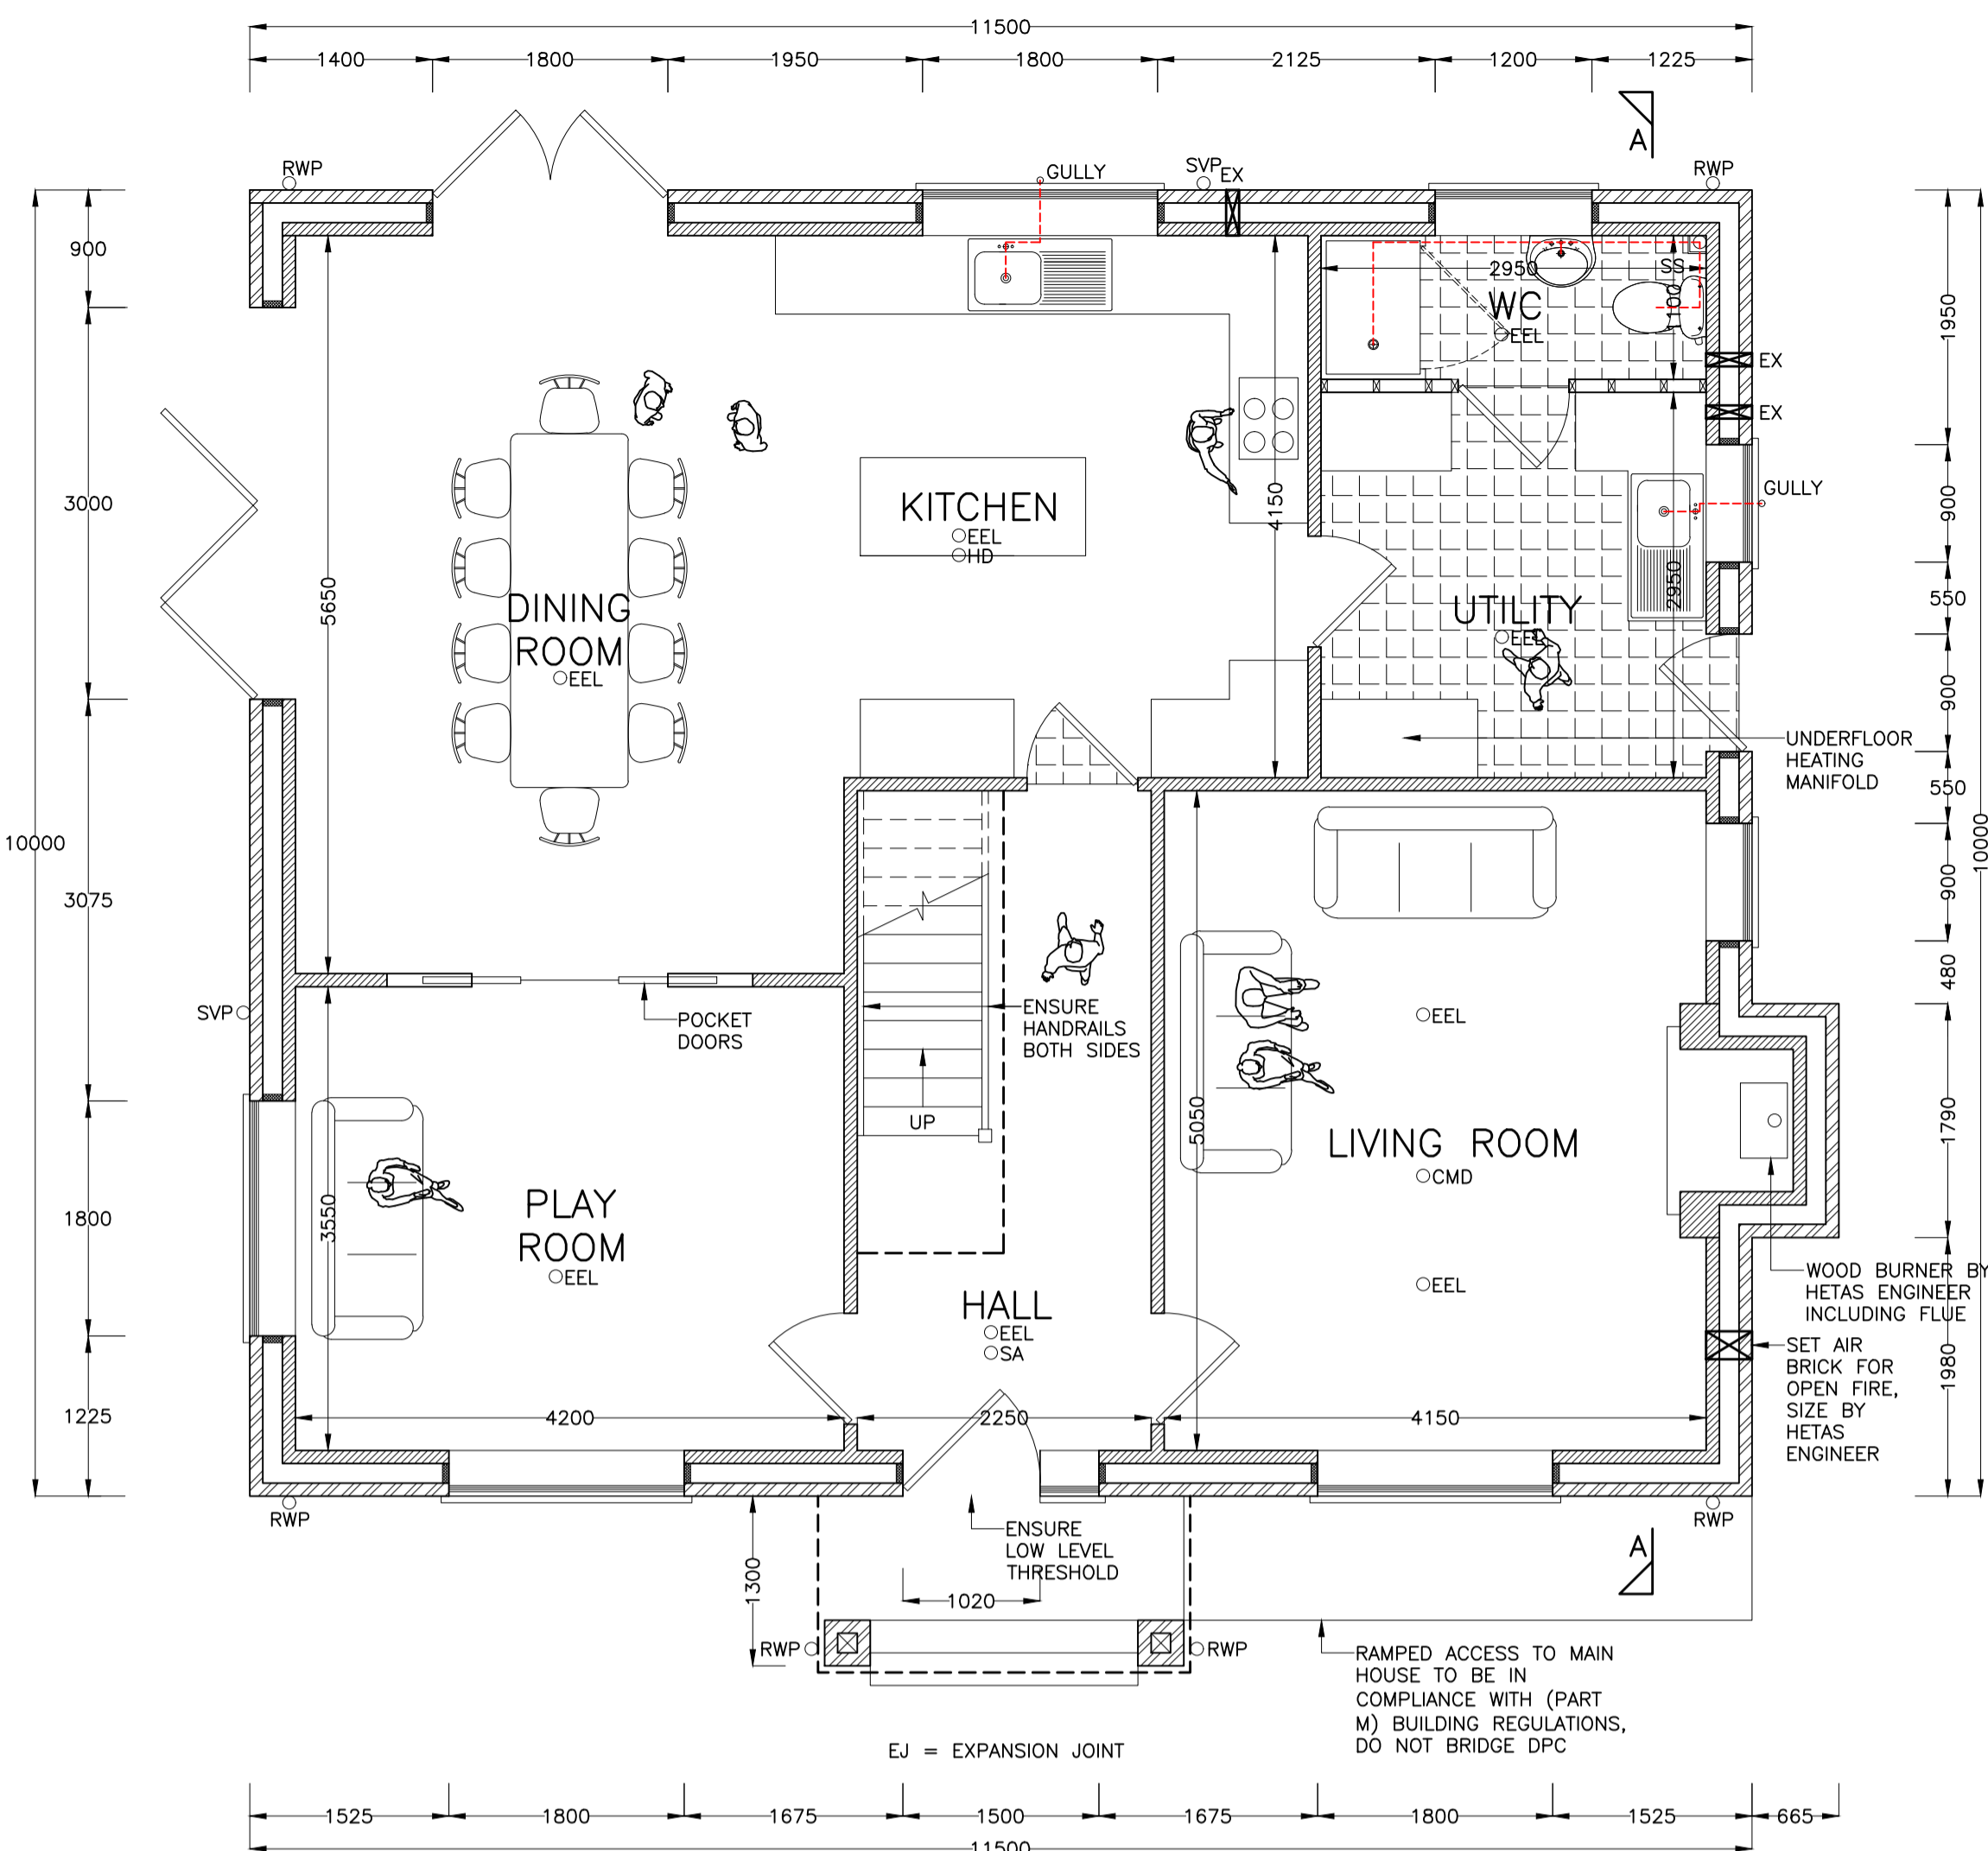 11500
1400 1800 1950 1800 2125 1200 1225
A
RWP
GULLY
SVP
EX
RWP
900
2950
SS
1100
WC
EEL
1950
EX
EX
3000
KITCHEN
EEL
HD
4150
GULLY
900
5650
DINING
ROOM
EEL
UTILITY
EEL
2950
550
900
UNDERFLOOR
HEATING
MANIFOLD
550
10000
10000
3075
900
480
SVP
POCKET
DOORS
ENSURE
HANDRAILS
BOTH SIDES
EEL
UP
5050
LIVING ROOM
CMD
1790
1800
3550
PLAY
ROOM
EEL
EEL
WOOD BURNER BY
HETAS ENGINEER
INCLUDING FLUE
HALL
EEL
SA
SET AIR
BRICK FOR
OPEN FIRE,
SIZE BY
HETAS
ENGINEER
1980
1225
4200
2250
4150
RWP
RWP
ENSURE
LOW LEVEL
THRESHOLD
A
1300
1020
RWP
RWP
RAMPED ACCESS TO MAIN
HOUSE TO BE IN
COMPLIANCE WITH (PART
M) BUILDING REGULATIONS,
DO NOT BRIDGE DPC
EJ = EXPANSION JOINT
1525 1800 1675 1500 1675 1800 1525 665
11500